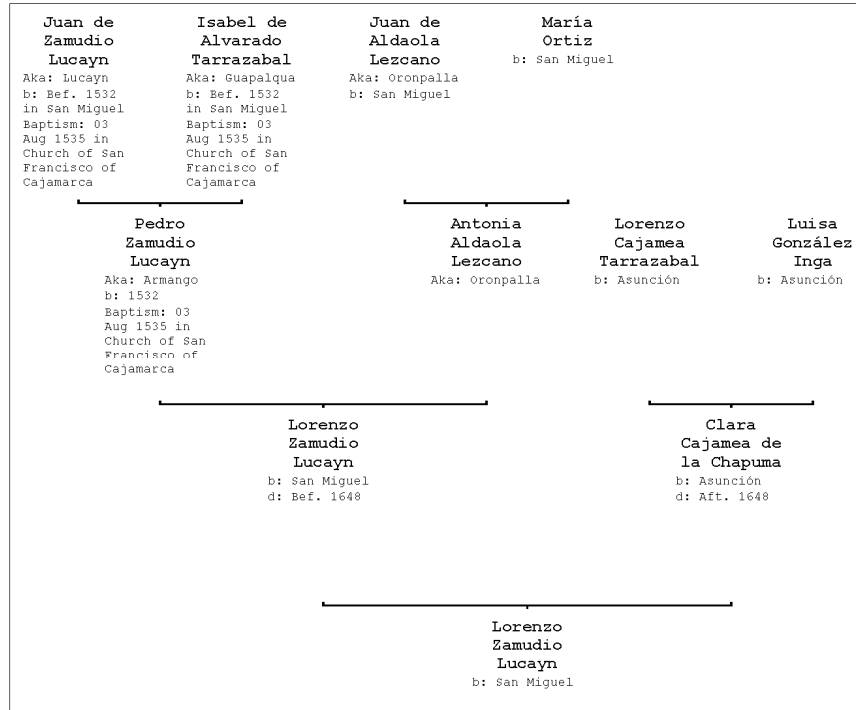 Juan de
Zamudio
Lucayn
Aka: Lucayn
b: Bef. 1532
in San Miguel
Baptism: 03
Aug 1535 in
Church of San
Francisco of
Cajamarca
Isabel de
Alvarado
Tarrazabal
Aka: Guapalqua
b: Bef. 1532
in San Miguel
Baptism: 03
Aug 1535 in
Church of San
Francisco of
Cajamarca
Juan de
Aldaola
Lezcano
Aka: Oronpalla
b: San Miguel
María
Ortiz
b: San Miguel
Pedro
Zamudio
Lucayn
Aka: Armango
b: 1532
Baptism: 03
Aug 1535 in
Church of San
Francisco of
Cajamarca
Antonia
Aldaola
Lezcano
Aka: Oronpalla
Lorenzo
Cajamea
Tarrazabal
b: Asunción
Luisa
González
Inga
b: Asunción
Lorenzo
Zamudio
Lucayn
b: San Miguel
d: Bef. 1648
Clara
Cajamea de
la Chapuma
b: Asunción
d: Aft. 1648
Lorenzo
Zamudio
Lucayn
b: San Miguel